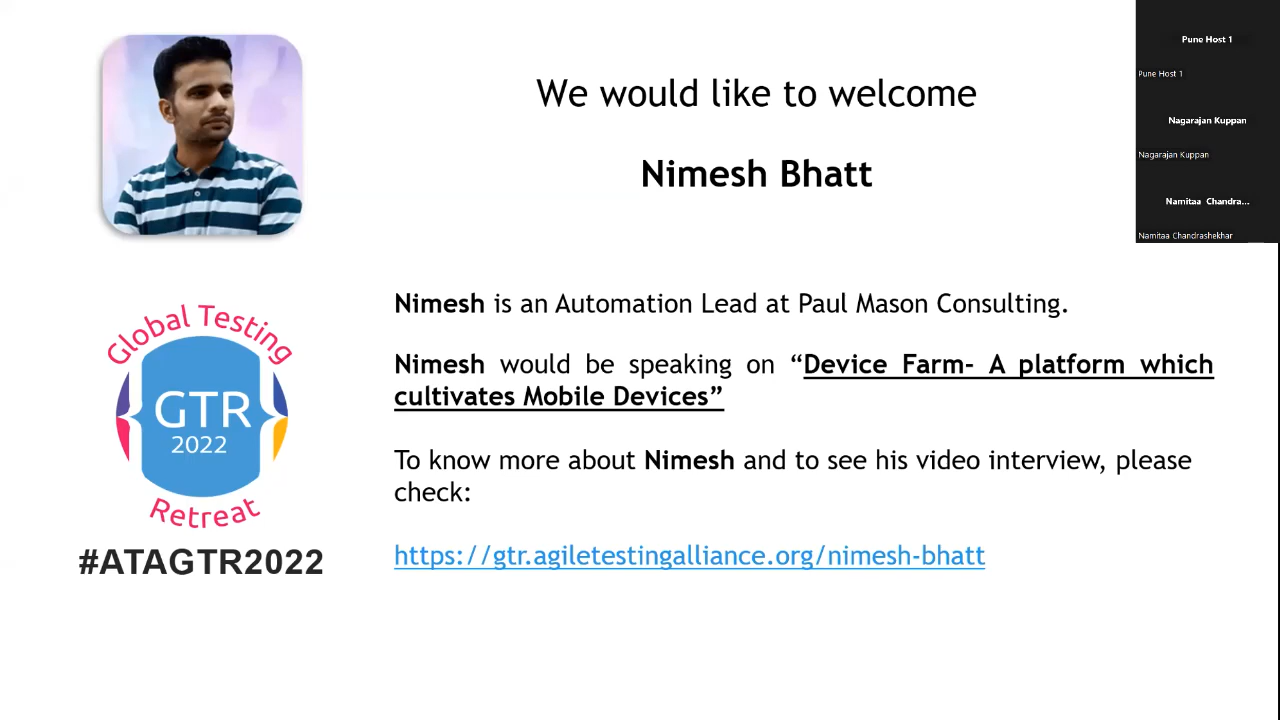 We would like to welcome
Nimesh Bhatt
Pune Host 1
Pune Host 1
Nagarajan Kuppan
Nagarajan Kuppan
Namitaa Chandra...
Namitaa Chandrashekhar
Global Testing
GTR
2022
Retreat
#ATAGTR2022
Nimesh is an Automation Lead at Paul Mason Consulting.
Nimesh would be speaking on “Device Farm- A platform which
cultivates Mobile Devices”
To know more about Nimesh and to see his video interview, please
check:
https://gtr.agiletestingalliance.org/nimesh-bhatt